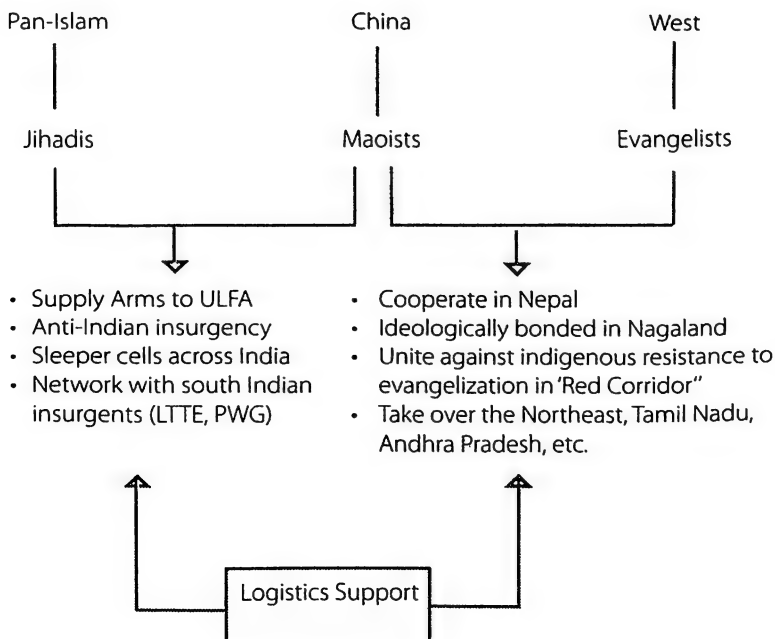 Pan-Islam
China
West
Jihadis
Maoists
Evangelists
• Supply Arms to ULFA
• Anti-Indian insurgency
• Sleeper cells across India
• Network with south Indian
insurgents (LTTE, PWG)
• Cooperate in Nepal
• Ideologically bonded in Nagaland
• Unite against indigenous resistance to
evangelization in 'Red Corridor"
• Take over the Northeast, Tamil Nadu,
Andhra Pradesh, etc.
Logistics Support